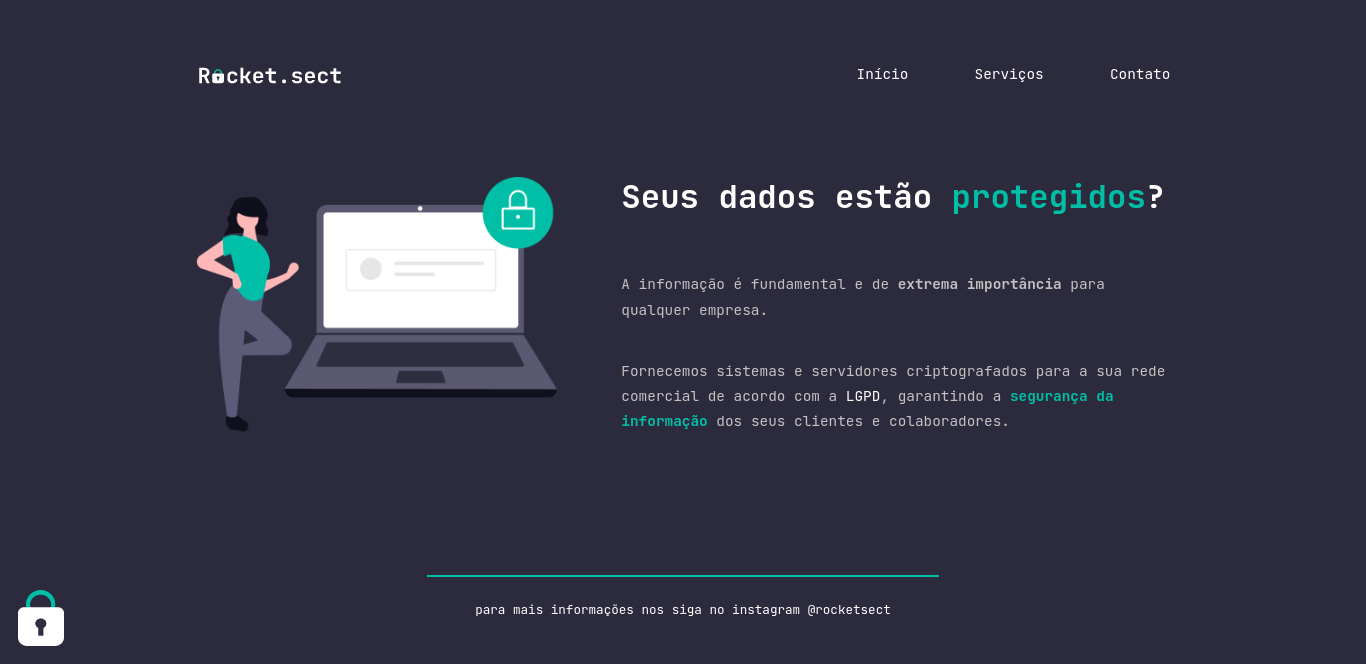 Rocket.sect
Início Serviços Contato
Seus dados estão protegidos?
A informação é fundamental e de extrema importância para
qualquer empresa.
Fornecemos sistemas e servidores criptografados para a sua rede
comercial de acordo com a LGPD, garantindo a segurança da
informação dos seus clientes e colaboradores.
para mais informações nos siga no instagram @rocketsect